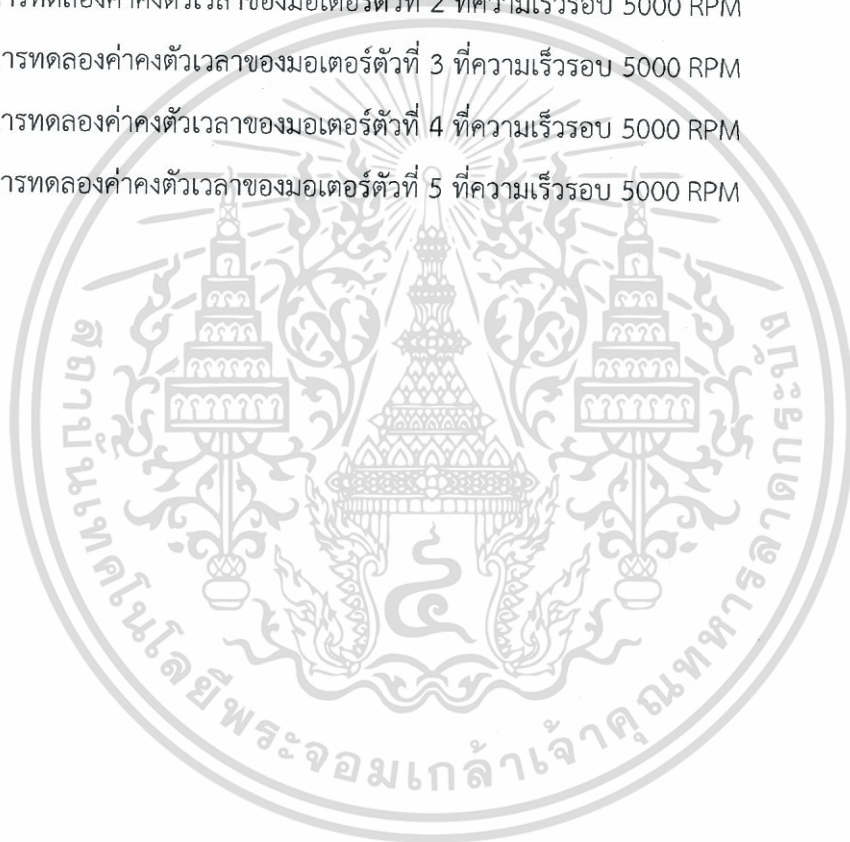 ารทดลองค่าคงตัวเวลาของมอเตอร์ตัวที่ 2 ที่ความเร็วรอบ 5000 RPM
ารทดลองค่าคงตัวเวลาของมอเตอร์ตัวที่ 3 ที่ความเร็วรอบ 5000 RPM
ารทดลองค่าคงตัวเวลาของมอเตอร์ตัวที่ 4 ที่ความเร็วรอบ 5000 RPM
ารทดลองค่าคงตัวเวลาของมอเตอร์ตัวที่ 5 ที่ความเร็วรอบ 5000 RPM
สถาบันเทคโนโลยีพระจอมเกล้าเจ้าคุณทหารลาดกระบัง
๔